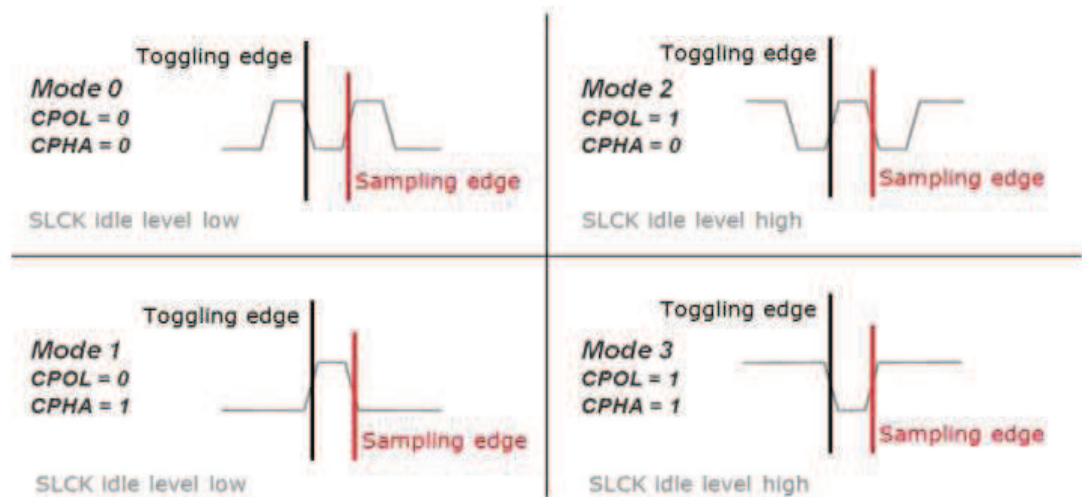 Toggling edge
Mode 0
CPOL = 0
CPHA = 0
Sampling edge
SLCK idle level low
Toggling edge
Mode 2
CPOL = 1
CPHA = 0
Sampling edge
SLCK idle level high
Toggling edge
Mode 1
CPOL = 0
CPHA = 1
Sampling edge
SLCK idle level low
Toggling edge
Mode 3
CPOL = 1
CPHA = 1
Sampling edge
SLCK idle level high